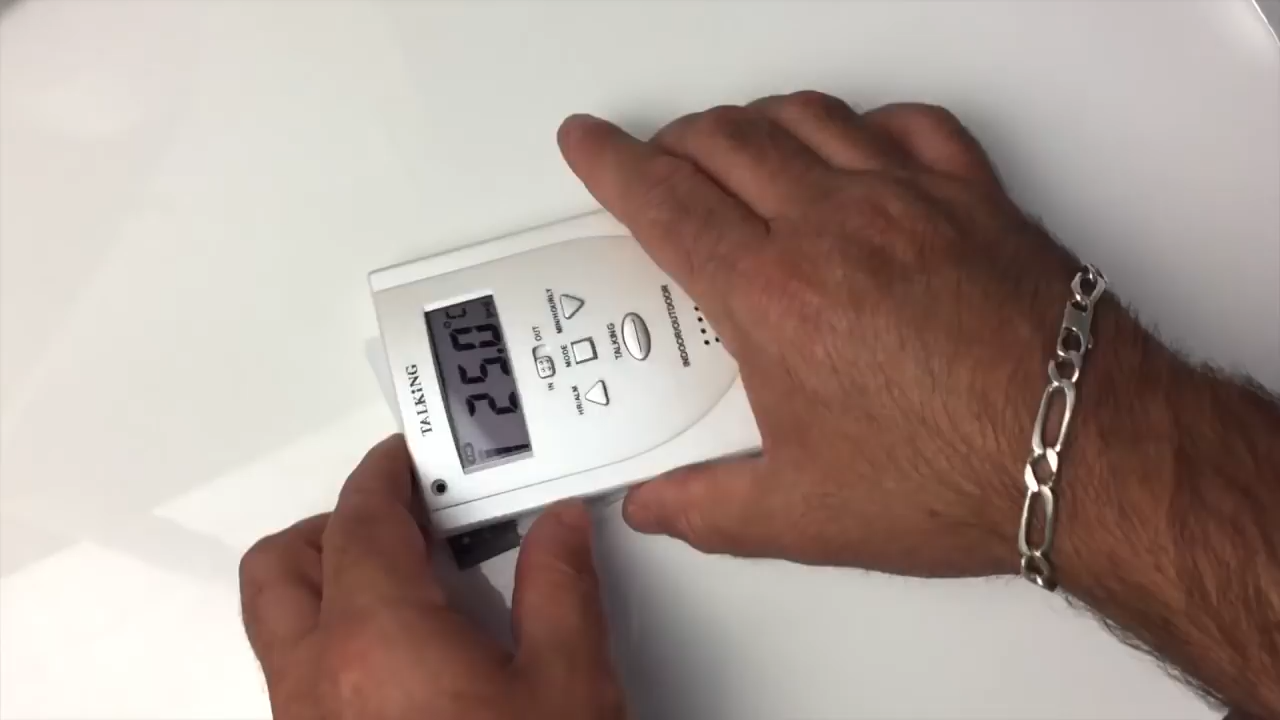 TALKING
25.0°C
IN
OUT
HR/ALM
MODE
MIN/HOURLY
TALKING
INDOOR/OUTDOOR